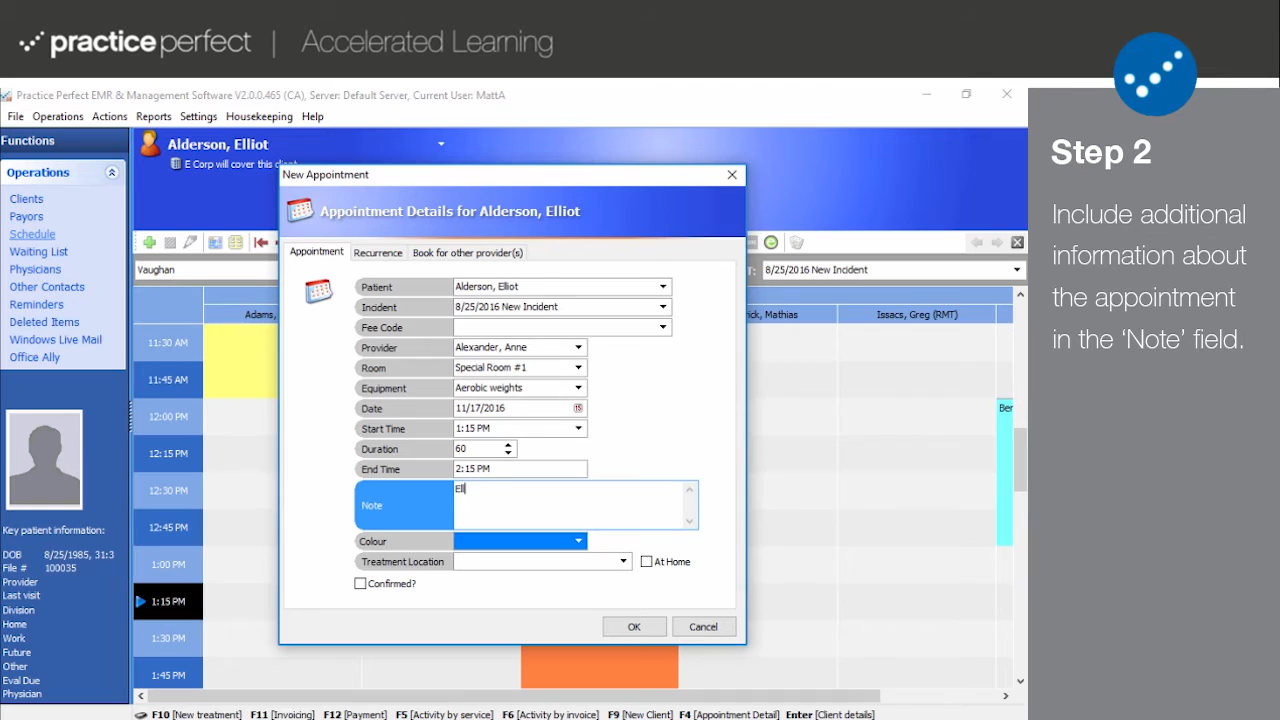 practice perfect | Accelerated Learning
Practice Perfect EMR & Management Software V2.0.0.465 (CA), Server: Default Server, Current User: MattA
File Operations Actions Reports Settings Housekeeping Help
Functions
Operations
Clients
Payors
Schedule
Waiting List
Physicians
Other Contacts
Reminders
Deleted Items
Windows Live Mail
Office Ally
Key patient information:
DOB 8/25/1985, 31:3
File # 100035
Provider
Last visit
Division
Home
Work
Future
Other
Eval Due
Physician
Alderson, Elliot
E Corp will cover this client
Vaughan
8/25/2016 New Incident
Adams,
rick, Mathias
Issacs, Greg (RMT)
11:30 AM
11:45 AM
12:00 PM
12:15 PM
12:30 PM
12:45 PM
1:00 PM
1:15 PM
1:30 PM
1:45 PM
Ber
New Appointment
Appointment Details for Alderson, Elliot
Appointment Recurrence Book for other provider(s)
Patient Alderson, Elliot
Incident 8/25/2016 New Incident
Fee Code
Provider Alexander, Anne
Room Special Room #1
Equipment Aerobic weights
Date 11/17/2016
Start Time 1:15 PM
Duration 60
End Time 2:15 PM
Note Ell
Colour
Treatment Location At Home
Confirmed?
OK Cancel
F10 [New treatment] F11 [Invoicing] F12 [Payment] F5 [Activity by service] F6 [Activity by invoice] F9 [New Client] F4 [Appointment Detail] Enter [Client details]
Step 2
Include additional
information about
the appointment
in the ‘Note’ field.